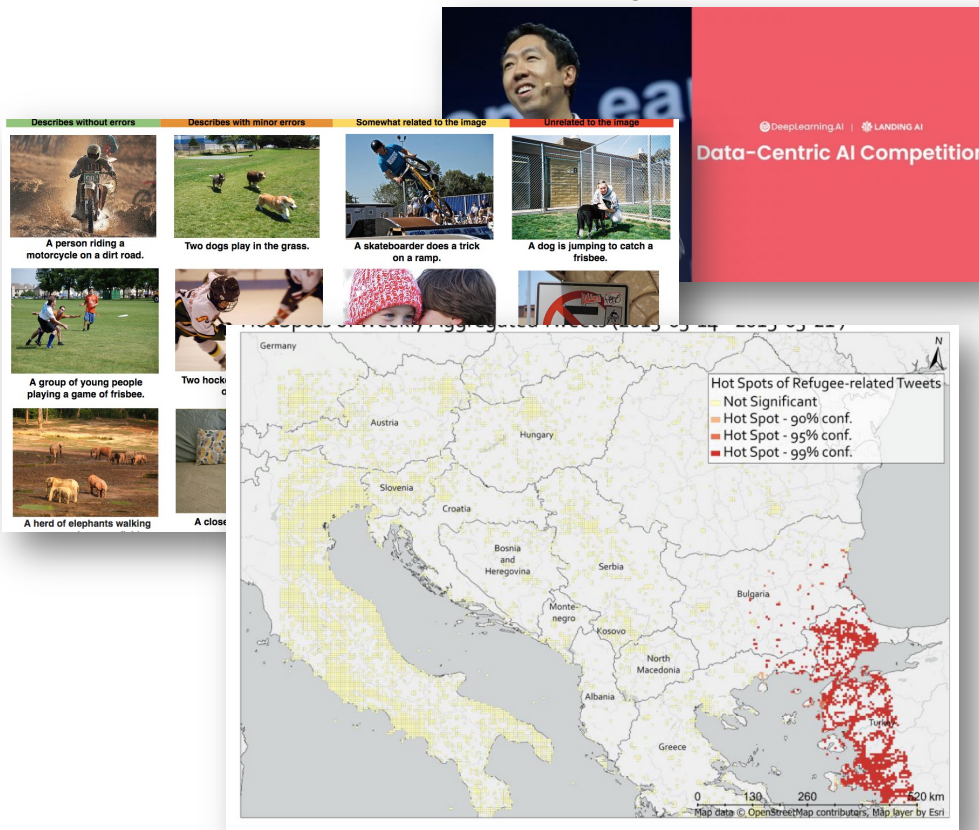 DeepLearning.AI | LANDING AI
Data-Centric AI Competition
Describes without errors
Describes with minor errors
Somewhat related to the image
Unrelated to the image
A person riding a
motorcycle on a dirt road.
Two dogs play in the grass.
A skateboarder does a trick
on a ramp.
A dog is jumping to catch a
frisbee.
A group of young people
playing a game of frisbee.
Two
A herd of elephants walking
A close
Germany
Austria
Hungary
Slovenia
Croatia
Bosnia
and
Heregovina
Serbia
Monte-
negro
Kosovo
Bulgaria
North
Macedonia
Albania
Greece
Turkey
N
Hot Spots of Refugee-related Tweets
Not Significant
Hot Spot - 90% conf.
Hot Spot - 95% conf.
Hot Spot - 99% conf.
0 130 260 520 km
Map data © OpenStreetMap contributors, Map layer by Esri